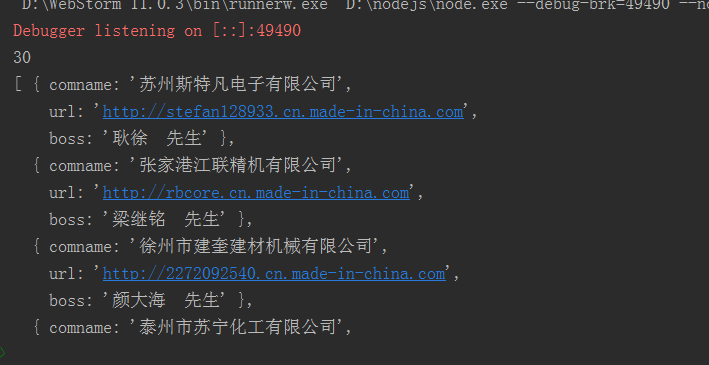 D:\WebStorm 11.0.3\bin\runnerw.exe D:\nodejs\node.exe --debug-brk=49490 --no
Debugger listening on [::]:49490
30
[ { comname: '苏州斯特凡电子有限公司',
url: 'http://stefan128933.cn.made-in-china.com',
boss: '耿徐  先生' },
{ comname: '张家港江联精机有限公司',
url: 'http://rbcore.cn.made-in-china.com',
boss: '梁继铭  先生' },
{ comname: '徐州市建奎建材机械有限公司',
url: 'http://2272092540.cn.made-in-china.com',
boss: '颜大海  先生' },
{ comname: '泰州市苏宁化工有限公司',